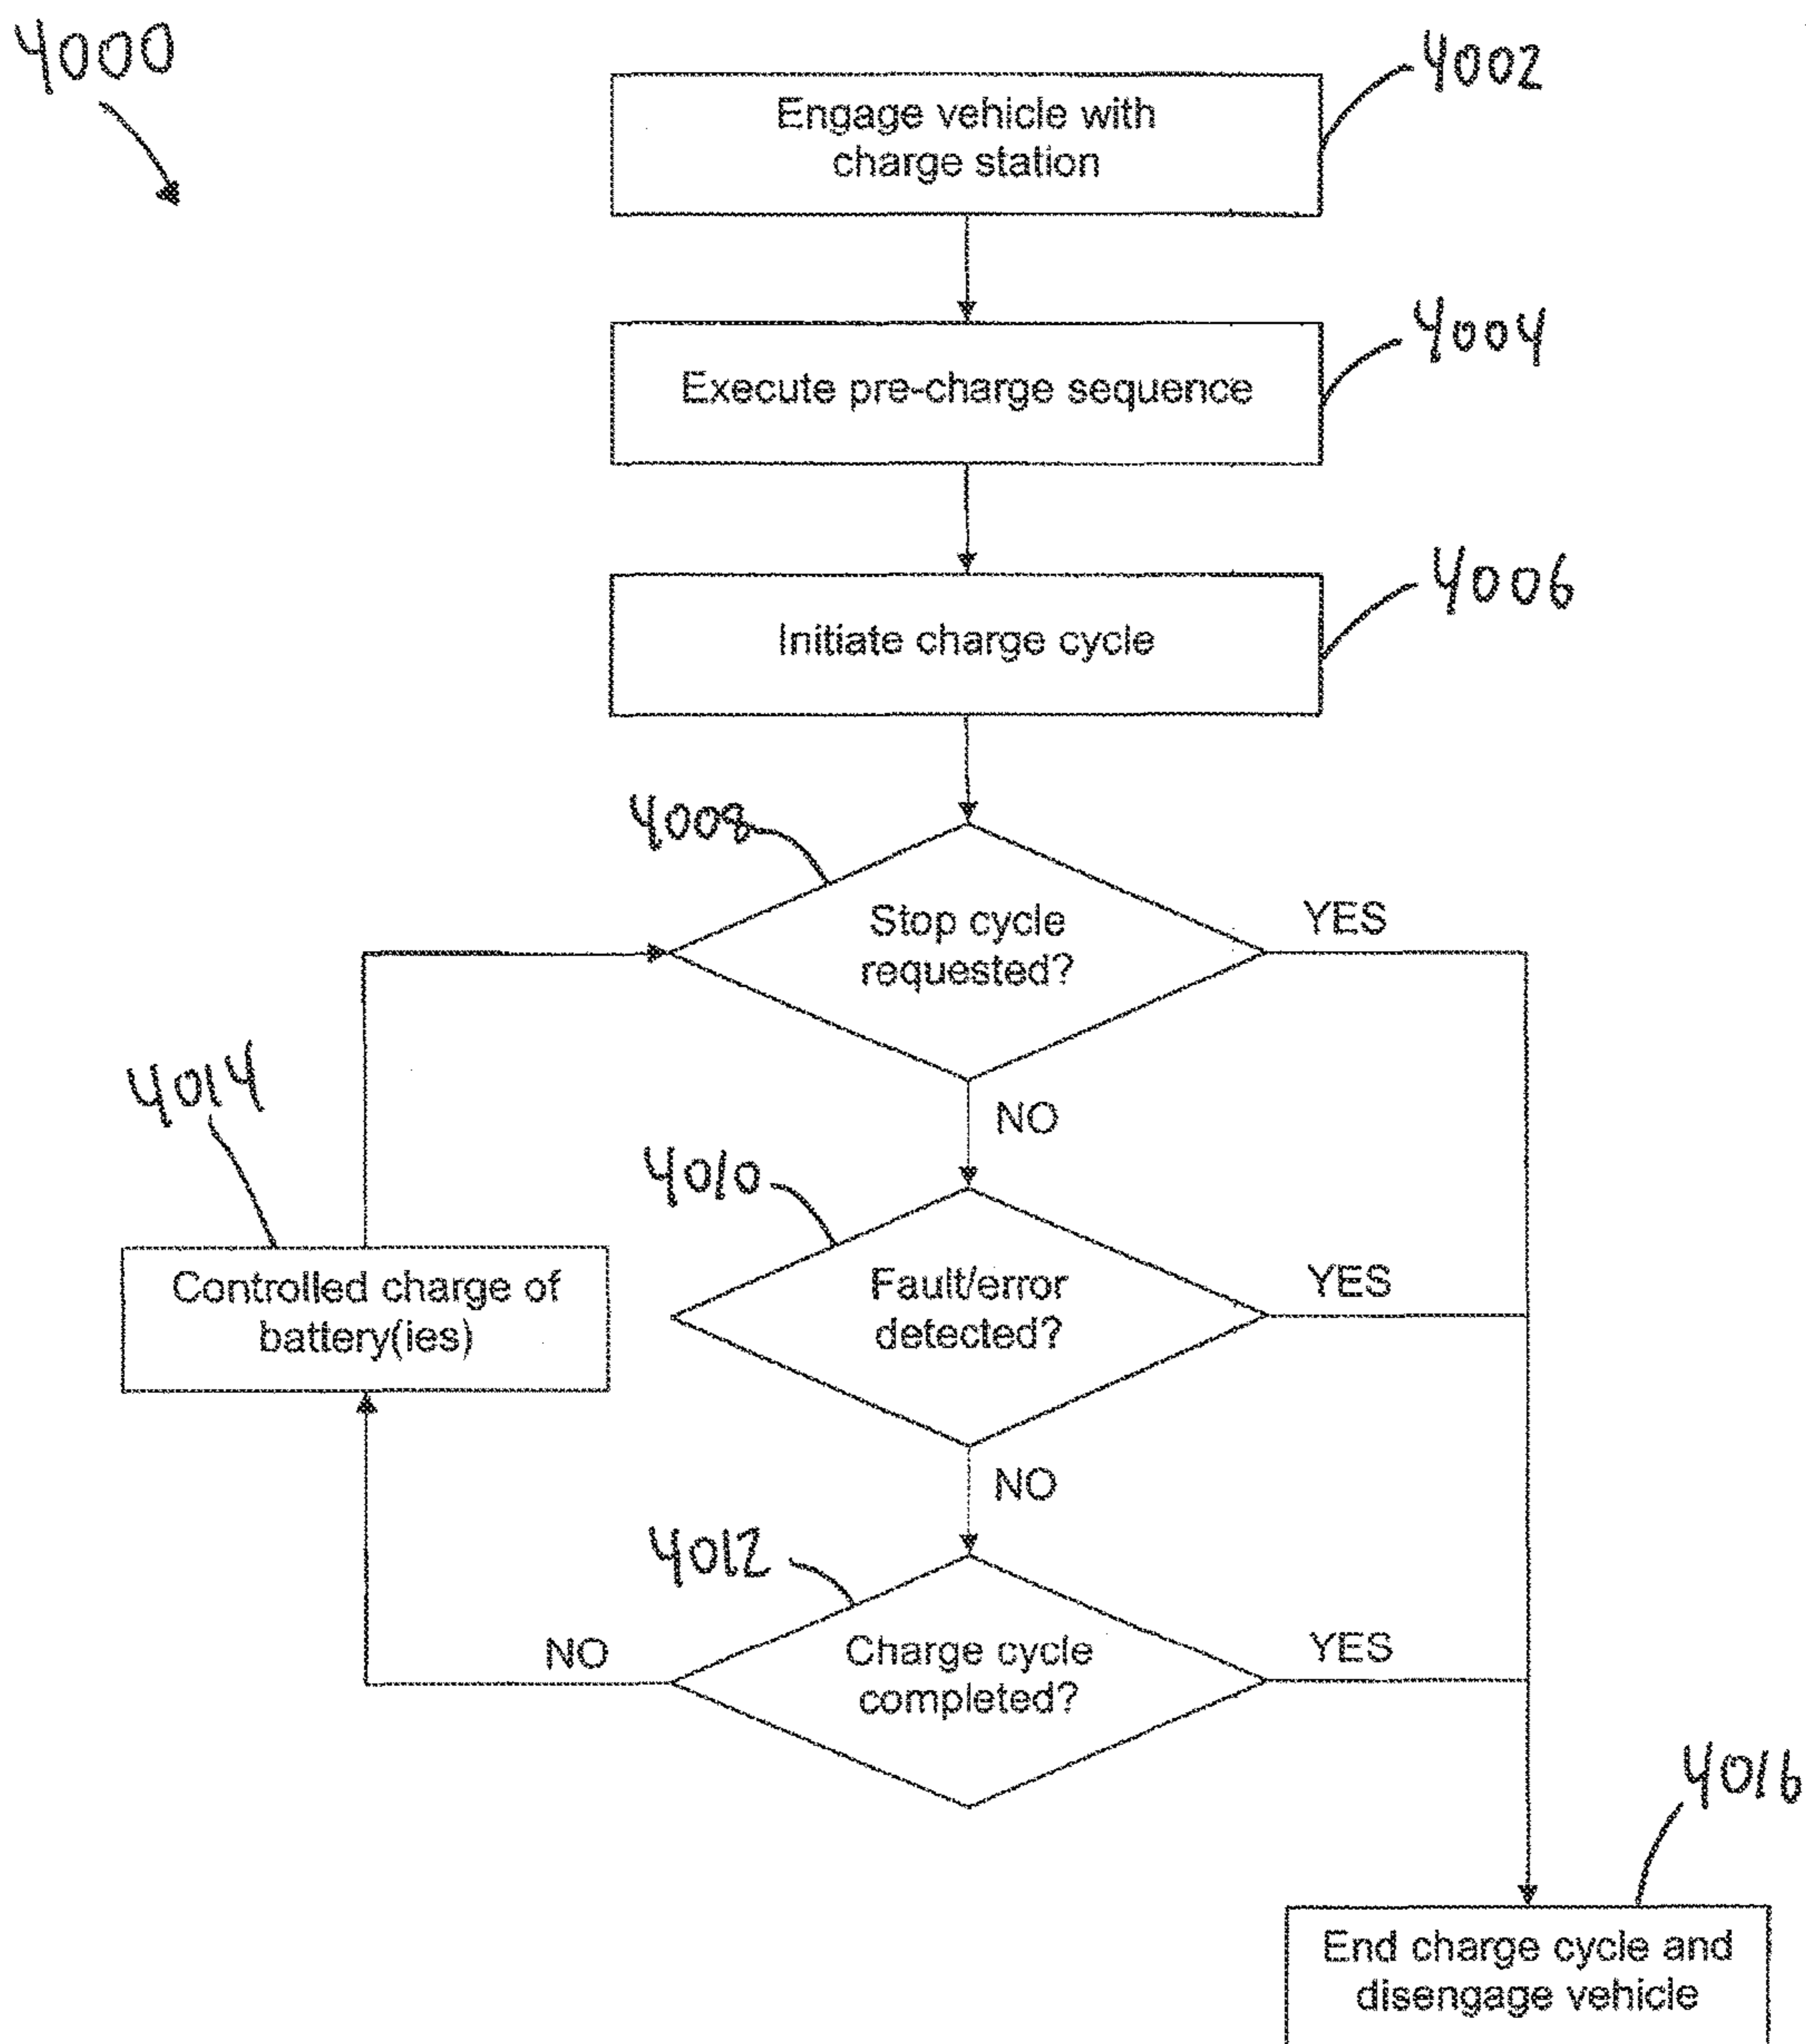 4000
4002
Engage vehicle with
charge station
4004
Execute pre-charge sequence
4006
Initiate charge cycle
4008
Stop cycle
requested?
YES
NO
4014
Controlled charge of
battery(ies)
4010
Fault/error
detected?
YES
NO
4012
Charge cycle
completed?
NO
YES
4016
End charge cycle and
disengage vehicle